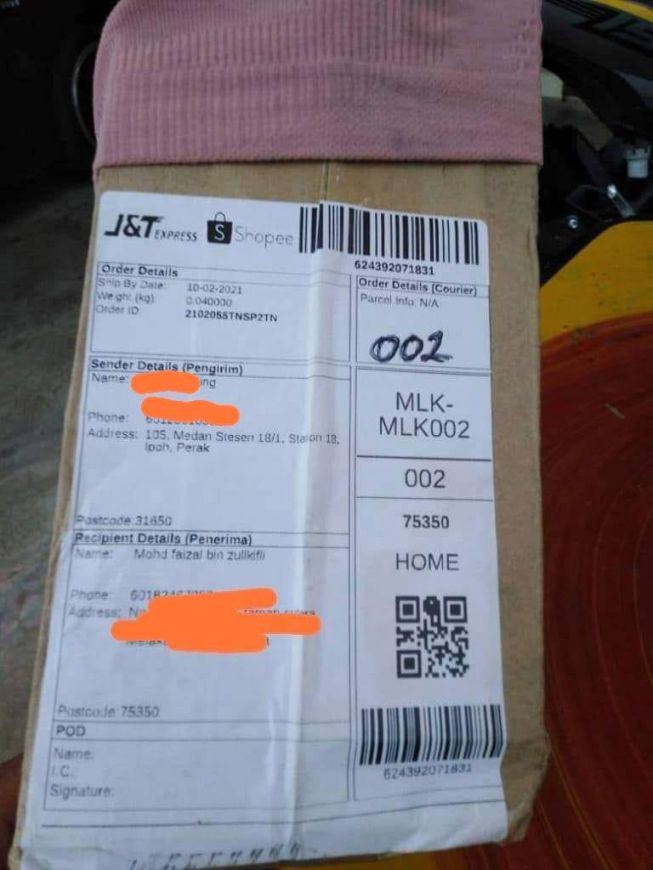 J&T EXPRESS Shopee
624392071831
Order Details
Ship By Date: 10-02-2021
Weight (kg): 0.040000
Order ID: 210205STNSP2TN
Order Details (Courier)
Parcel Info: N/A
002
Sender Details (Pengirim)
Name: ing
Phone:
Address: 105, Medan Stesen 18/1, Station 18,
Ipoh, Perak
Postcode: 31650
MLK-
MLK002
002
75350
HOME
Recipient Details (Penerima)
Name: Mohd faizal bin zullkifli
Phone:
Address:
Postcode: 75350
POD
Name:
I.C.:
Signature:
624392071831